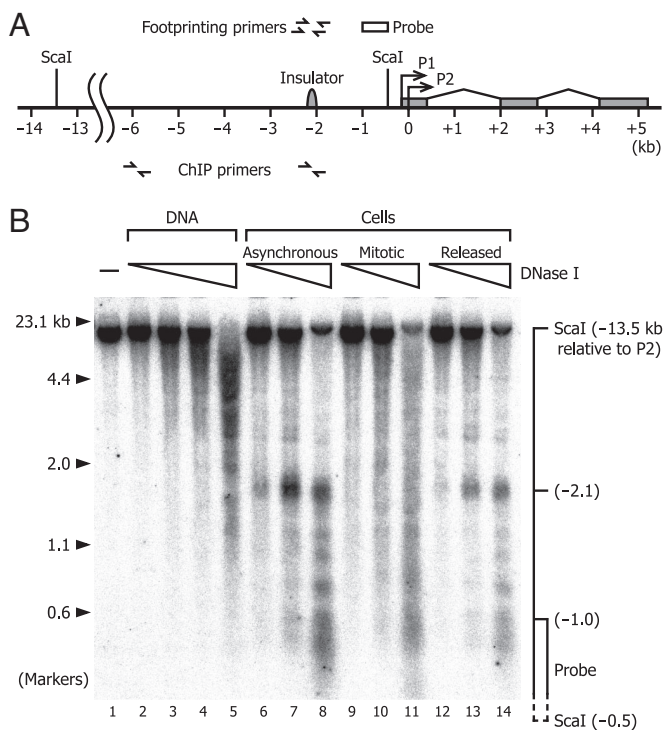 A
Footprinting primers Probe
ScaI ScaI P1
Insulator P2
−14 −13 −6 −5 −4 −3 −2 −1 0 +1 +2 +3 +4 +5
(kb)
ChIP primers
B
DNA Cells
Asynchronous Mitotic Released
− DNase I
23.1 kb ScaI (−13.5 kb
relative to P2)
4.4
2.0
(−2.1)
1.1
0.6 (−1.0)
Probe
(Markers)
1 2 3 4 5 6 7 8 9 10 11 12 13 14 ScaI (−0.5)